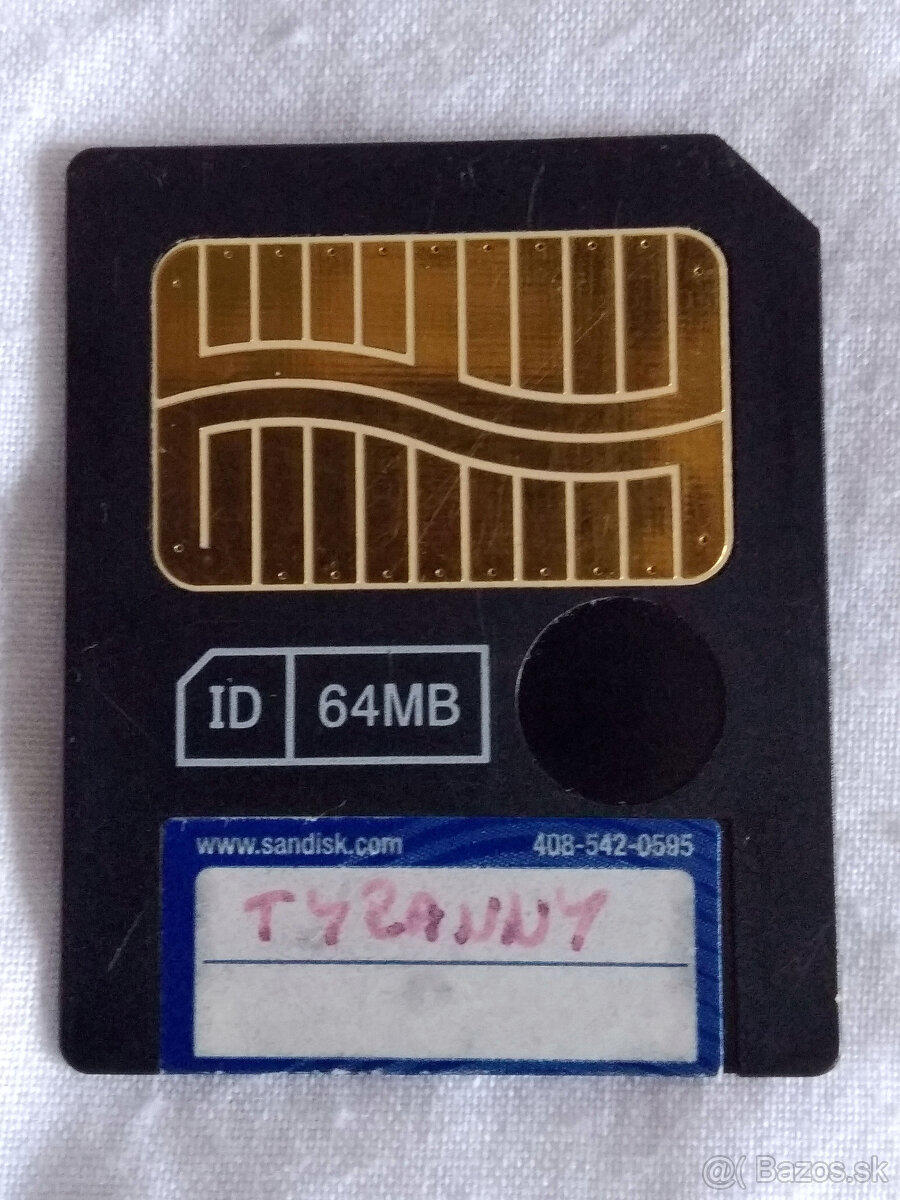 ID 64MB
www.sandisk.com 408-542-0595
TYRANNY
@( Bazos.sk